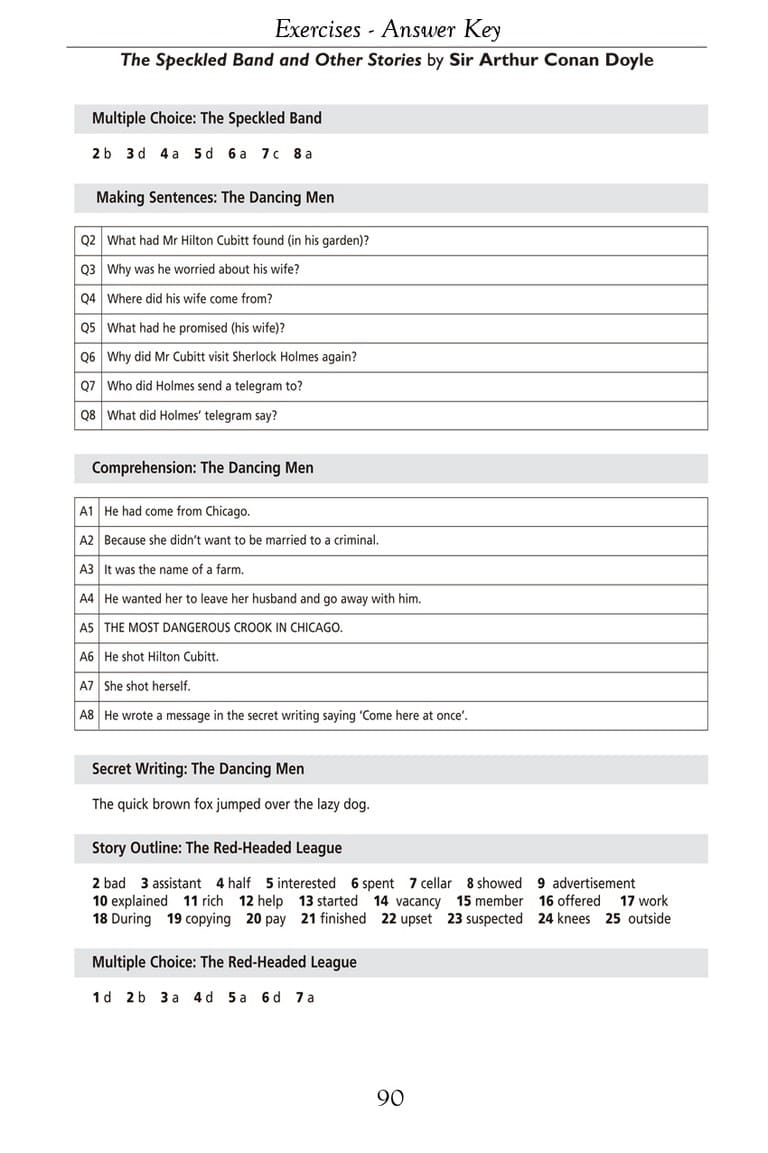 Exercises - Answer Key
The Speckled Band and Other Stories by Sir Arthur Conan Doyle
Multiple Choice: The Speckled Band
2 b 3 d 4 a 5 d 6 a 7 c 8 a
Making Sentences: The Dancing Men
Q2 What had Mr Hilton Cubitt found (in his garden)?
Q3 Why was he worried about his wife?
Q4 Where did his wife come from?
Q5 What had he promised (his wife)?
Q6 Why did Mr Cubitt visit Sherlock Holmes again?
Q7 Who did Holmes send a telegram to?
Q8 What did Holmes’ telegram say?
Comprehension: The Dancing Men
A1 He had come from Chicago.
A2 Because she didn’t want to be married to a criminal.
A3 It was the name of a farm.
A4 He wanted her to leave her husband and go away with him.
A5 THE MOST DANGEROUS CROOK IN CHICAGO.
A6 He shot Hilton Cubitt.
A7 She shot herself.
A8 He wrote a message in the secret writing saying ‘Come here at once’.
Secret Writing: The Dancing Men
The quick brown fox jumped over the lazy dog.
Story Outline: The Red-Headed League
2 bad 3 assistant 4 half 5 interested 6 spent 7 cellar 8 showed 9 advertisement
10 explained 11 rich 12 help 13 started 14 vacancy 15 member 16 offered 17 work
18 During 19 copying 20 pay 21 finished 22 upset 23 suspected 24 knees 25 outside
Multiple Choice: The Red-Headed League
1 d 2 b 3 a 4 d 5 a 6 d 7 a
90